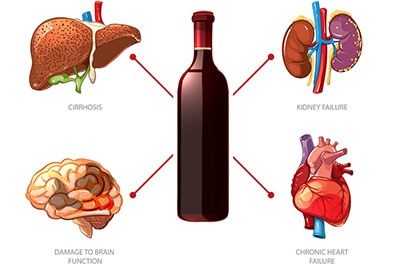 CIRRHOSIS
KIDNEY FAILURE
DAMAGE TO BRAIN
FUNCTION
CHRONIC HEART
FAILURE